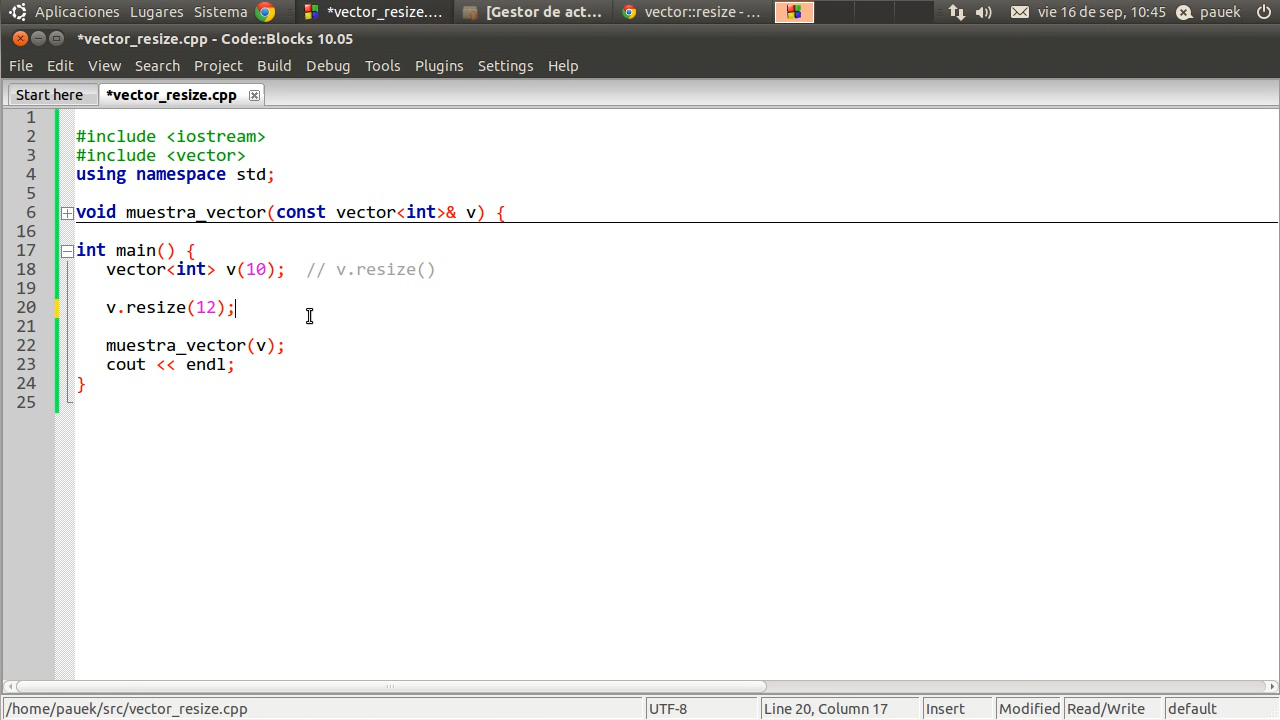 Aplicaciones Lugares Sistema *vector_resize.... [Gestor de act... vector::resize - ... vie 16 de sep, 10:45 pauek
*vector_resize.cpp - Code::Blocks 10.05
File Edit View Search Project Build Debug Tools Plugins Settings Help
Start here *vector_resize.cpp
1
2 #include <iostream>
3 #include <vector>
4 using namespace std;
5
6 void muestra_vector(const vector<int>& v) {
16
17 int main() {
18 vector<int> v(10); // v.resize()
19
20 v.resize(12);
21
22 muestra_vector(v);
23 cout << endl;
24 }
25
/home/pauek/src/vector_resize.cpp UTF-8 Line 20, Column 17 Insert Modified Read/Write default